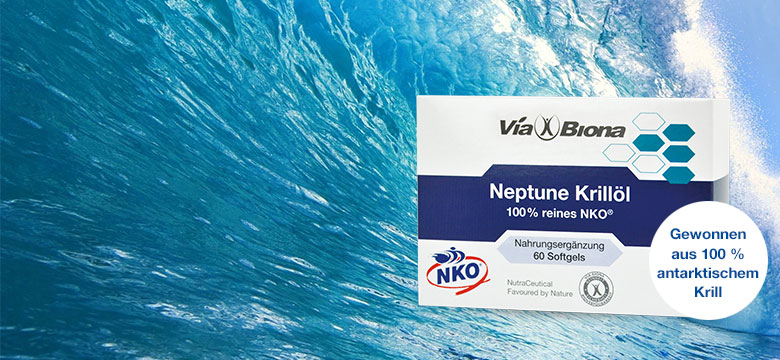 Vía Biona
Neptune Krillöl
100% reines NKO®
Nahrungsergänzung
60 Softgels
NKO®
NutraCeutical
Favoured by Nature
Gewonnen
aus 100 %
antarktischem
Krill